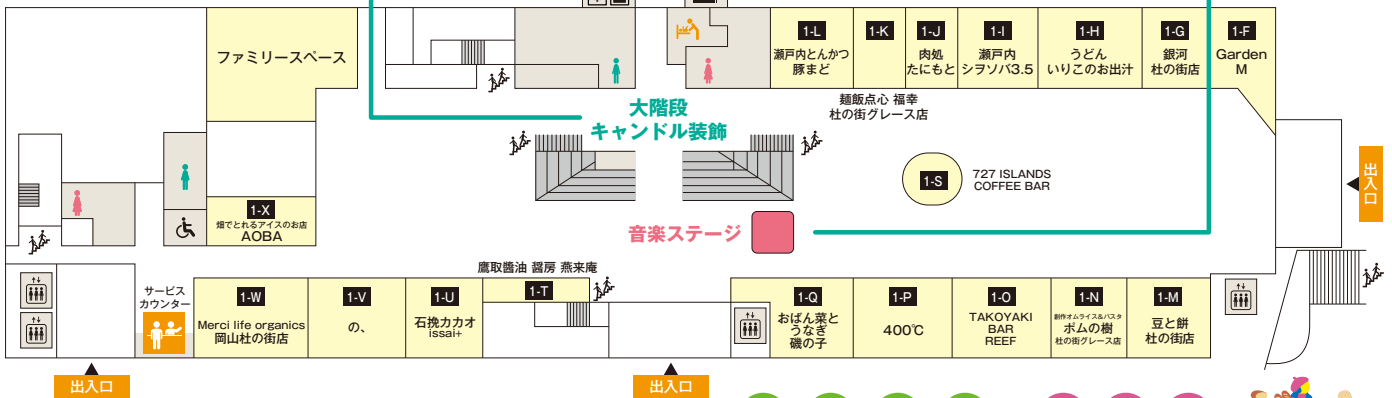 ファミリースペース
1-L
瀬戸内とんかつ
豚まど
1-K
麺飯点心 福幸
杜の街グレース店
1-J
肉処
たにもと
1-I
瀬戸内
シヲソバ3.5
1-H
うどん
いりこのお出汁
1-G
銀河
杜の街店
1-F
Garden
M
大階段
キャンドル装飾
1-S
727 ISLANDS
COFFEE BAR
出入口
音楽ステージ
1-X
畑でとれるアイスのお店
AOBA
サービス
カウンター
1-W
Merci life organics
岡山杜の街店
1-V
の、
1-U
石挽カカオ
issai+
鷹取醬油 醤房 燕来庵
1-T
1-Q
おばん菜と
うなぎ
磯の子
1-P
400℃
1-O
TAKOYAKI
BAR
REEF
1-N
創作オムライス&パスタ
ポムの樹
杜の街グレース店
1-M
豆と餅
杜の街店
出入口
出入口